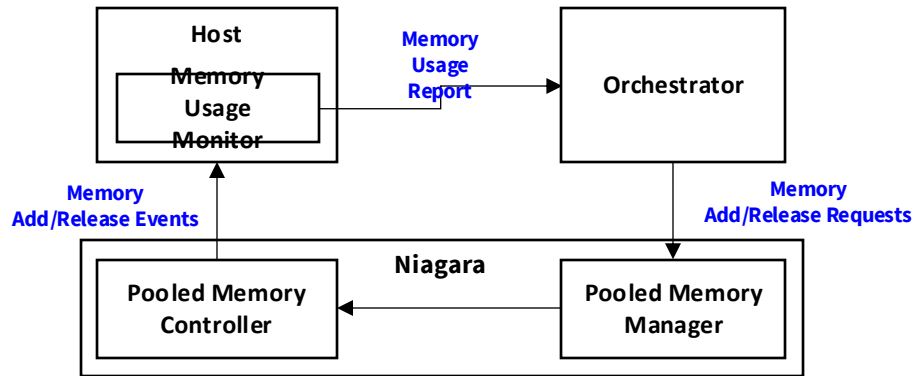 Host
Memory
Usage
Monitor
Memory
Usage
Report
Orchestrator
Memory
Add/Release Events
Memory
Add/Release Requests
Niagara
Pooled Memory
Controller
Pooled Memory
Manager